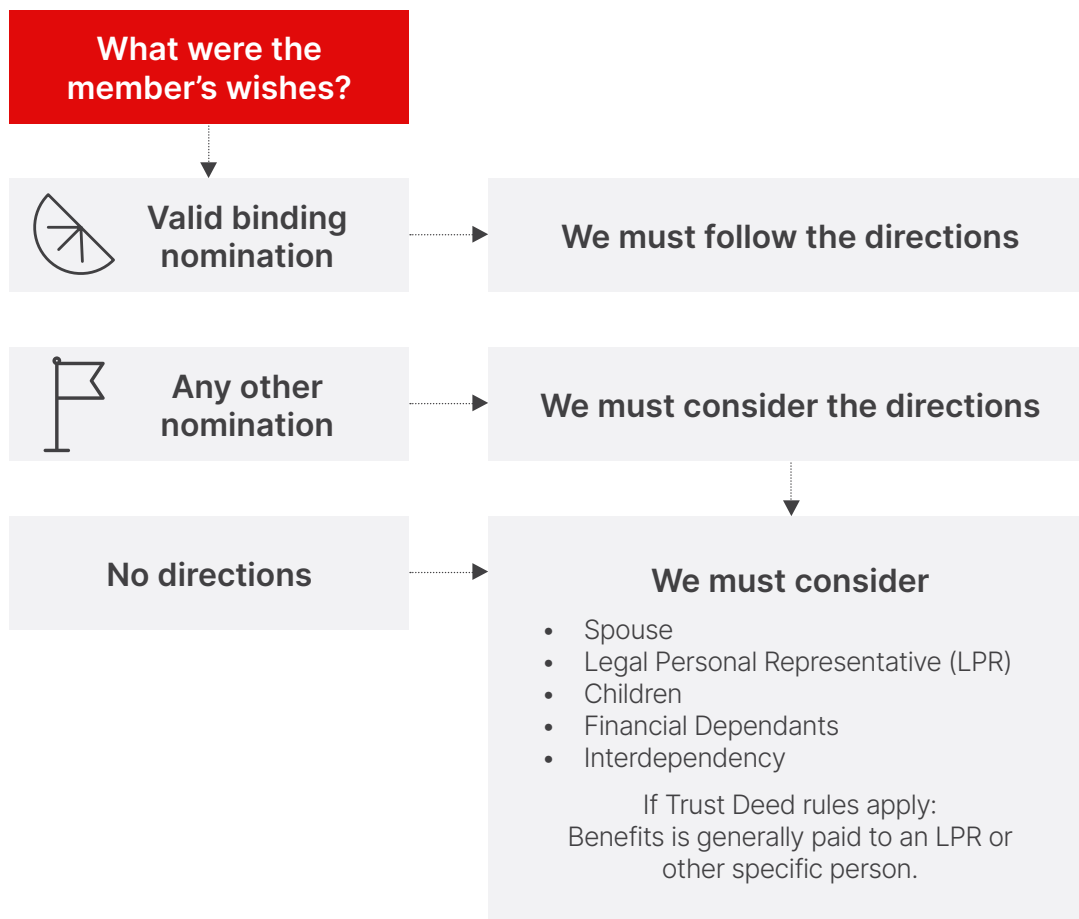 What were the
member’s wishes?
Valid binding
nomination
We must follow the directions
Any other
nomination
We must consider the directions
No directions
We must consider
• Spouse
• Legal Personal Representative (LPR)
• Children
• Financial Dependants
• Interdependency
If Trust Deed rules apply:
Benefits is generally paid to an LPR or
other specific person.